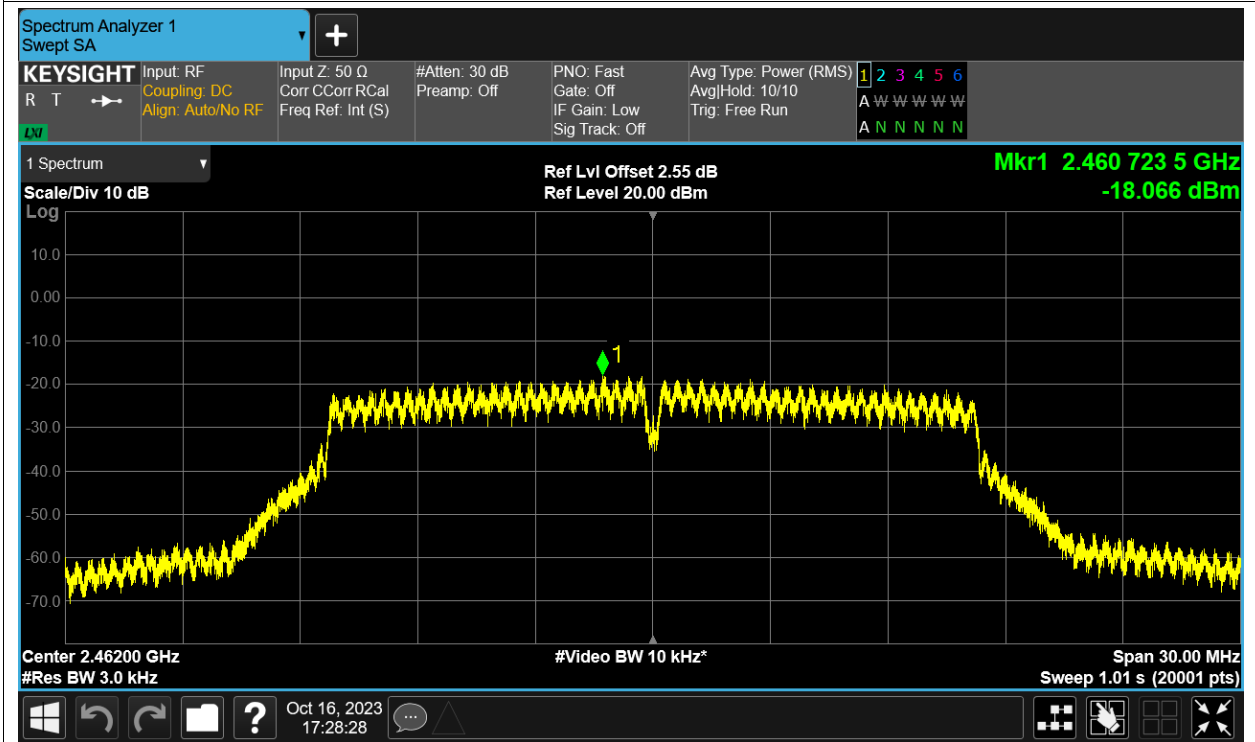 Spectrum Analyzer 1
Swept SA
+
KEYSIGHT
R T
LXI
Input: RF
Coupling: DC
Align: Auto/No RF
Input Z: 50 Ω
Corr CCorr RCal
Freq Ref: Int (S)
#Atten: 30 dB
Preamp: Off
PNO: Fast
Gate: Off
IF Gain: Low
Sig Track: Off
Avg Type: Power (RMS)
Avg|Hold: 10/10
Trig: Free Run
1 2 3 4 5 6
A W W W W W
A N N N N N
1 Spectrum
Scale/Div 10 dB
Log
Ref Lvl Offset 2.55 dB
Ref Level 20.00 dBm
Mkr1 2.460 723 5 GHz
-18.066 dBm
10.0
0.00
-10.0
-20.0
-30.0
-40.0
-50.0
-60.0
-70.0
1
Center 2.46200 GHz
#Res BW 3.0 kHz
#Video BW 10 kHz*
Span 30.00 MHz
Sweep 1.01 s (20001 pts)
?
Oct 16, 2023
17:28:28